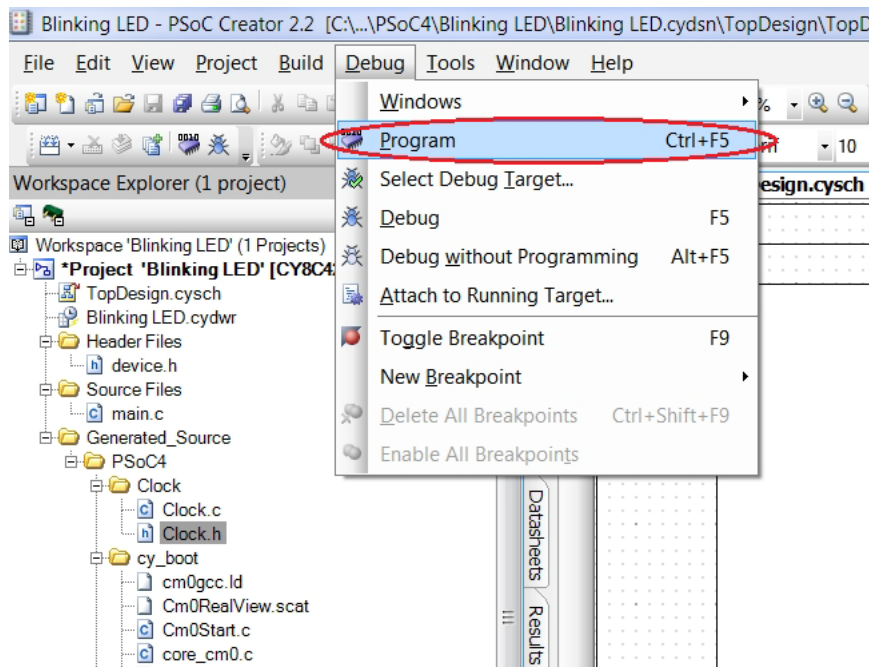 Blinking LED - PSoC Creator 2.2 [C:\...\PSoC4\Blinking LED\Blinking LED.cydsn\TopDesign\TopD
File Edit View Project Build Debug Tools Window Help
Windows
%
Program Ctrl+F5
10
Workspace Explorer (1 project)
Select Debug Target...
esign.cysch
Debug F5
Workspace 'Blinking LED' (1 Projects)
*Project 'Blinking LED' [CY8C4
Debug without Programming Alt+F5
TopDesign.cysch
Attach to Running Target...
Blinking LED.cydwr
Header Files
Toggle Breakpoint F9
device.h
New Breakpoint
Source Files
main.c
Delete All Breakpoints Ctrl+Shift+F9
Generated_Source
Enable All Breakpoints
PSoC4
Clock
Clock.c
Clock.h
cy_boot
cm0gcc.ld
Cm0RealView.scat
Cm0Start.c
core_cm0.c
Datasheets
Results